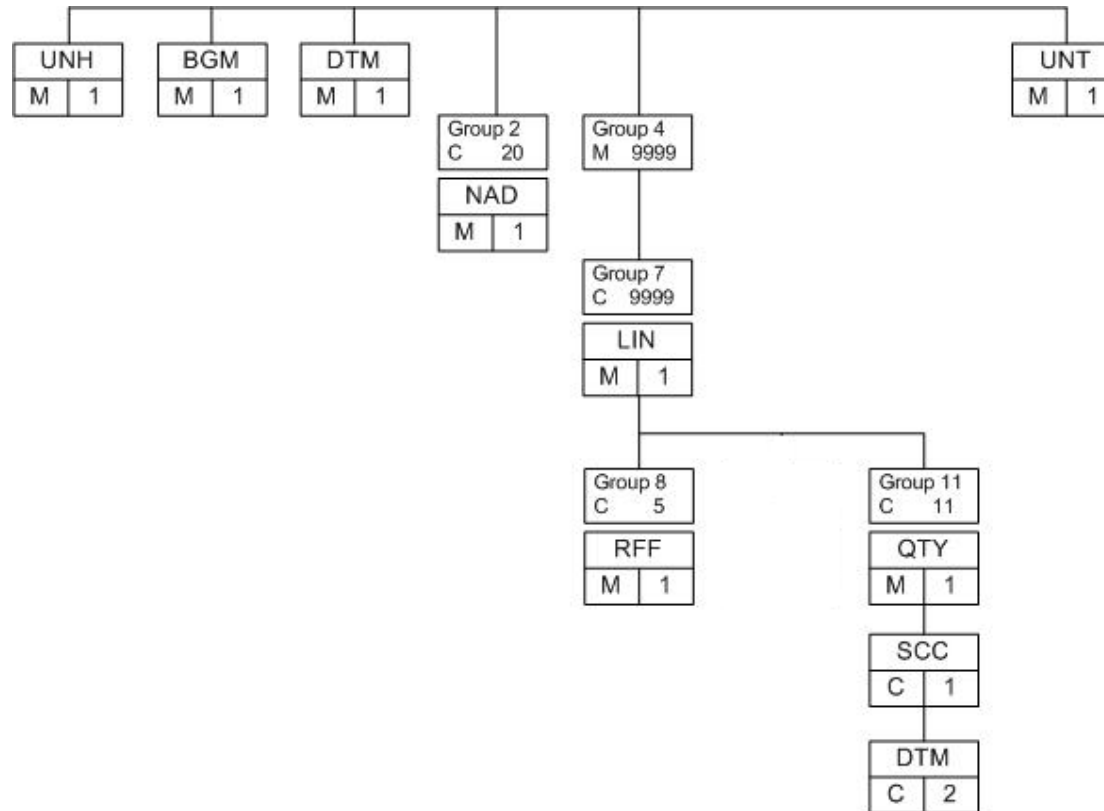 UNH
M 1
BGM
M 1
DTM
M 1
UNT
M 1
Group 2
C 20
NAD
M 1
Group 4
M 9999
Group 7
C 9999
LIN
M 1
Group 8
C 5
RFF
M 1
Group 11
C 11
QTY
M 1
SCC
C 1
DTM
C 2